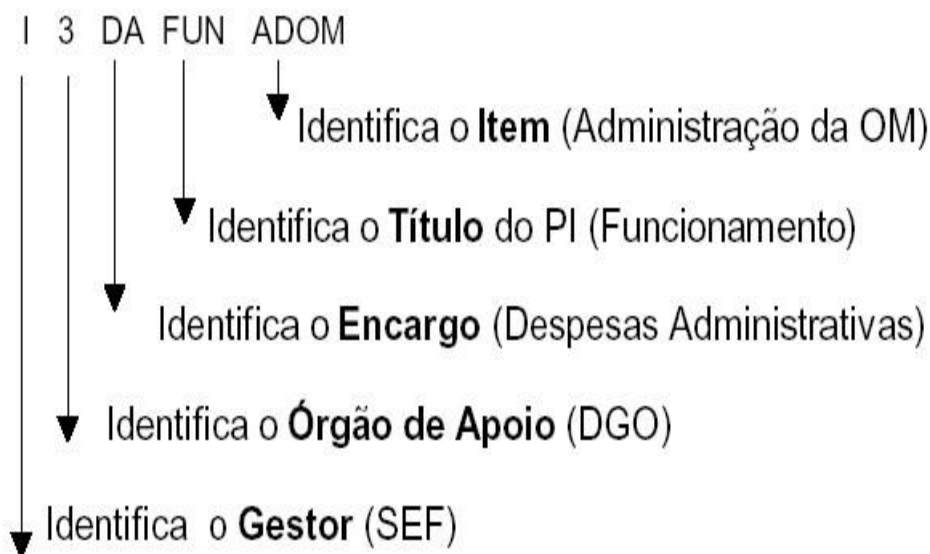 I 3 DA FUN ADOM
Identifica o Item (Administração da OM)
Identifica o Título do PI (Funcionamento)
Identifica o Encargo (Despesas Administrativas)
Identifica o Órgão de Apoio (DGO)
Identifica o Gestor (SEF)